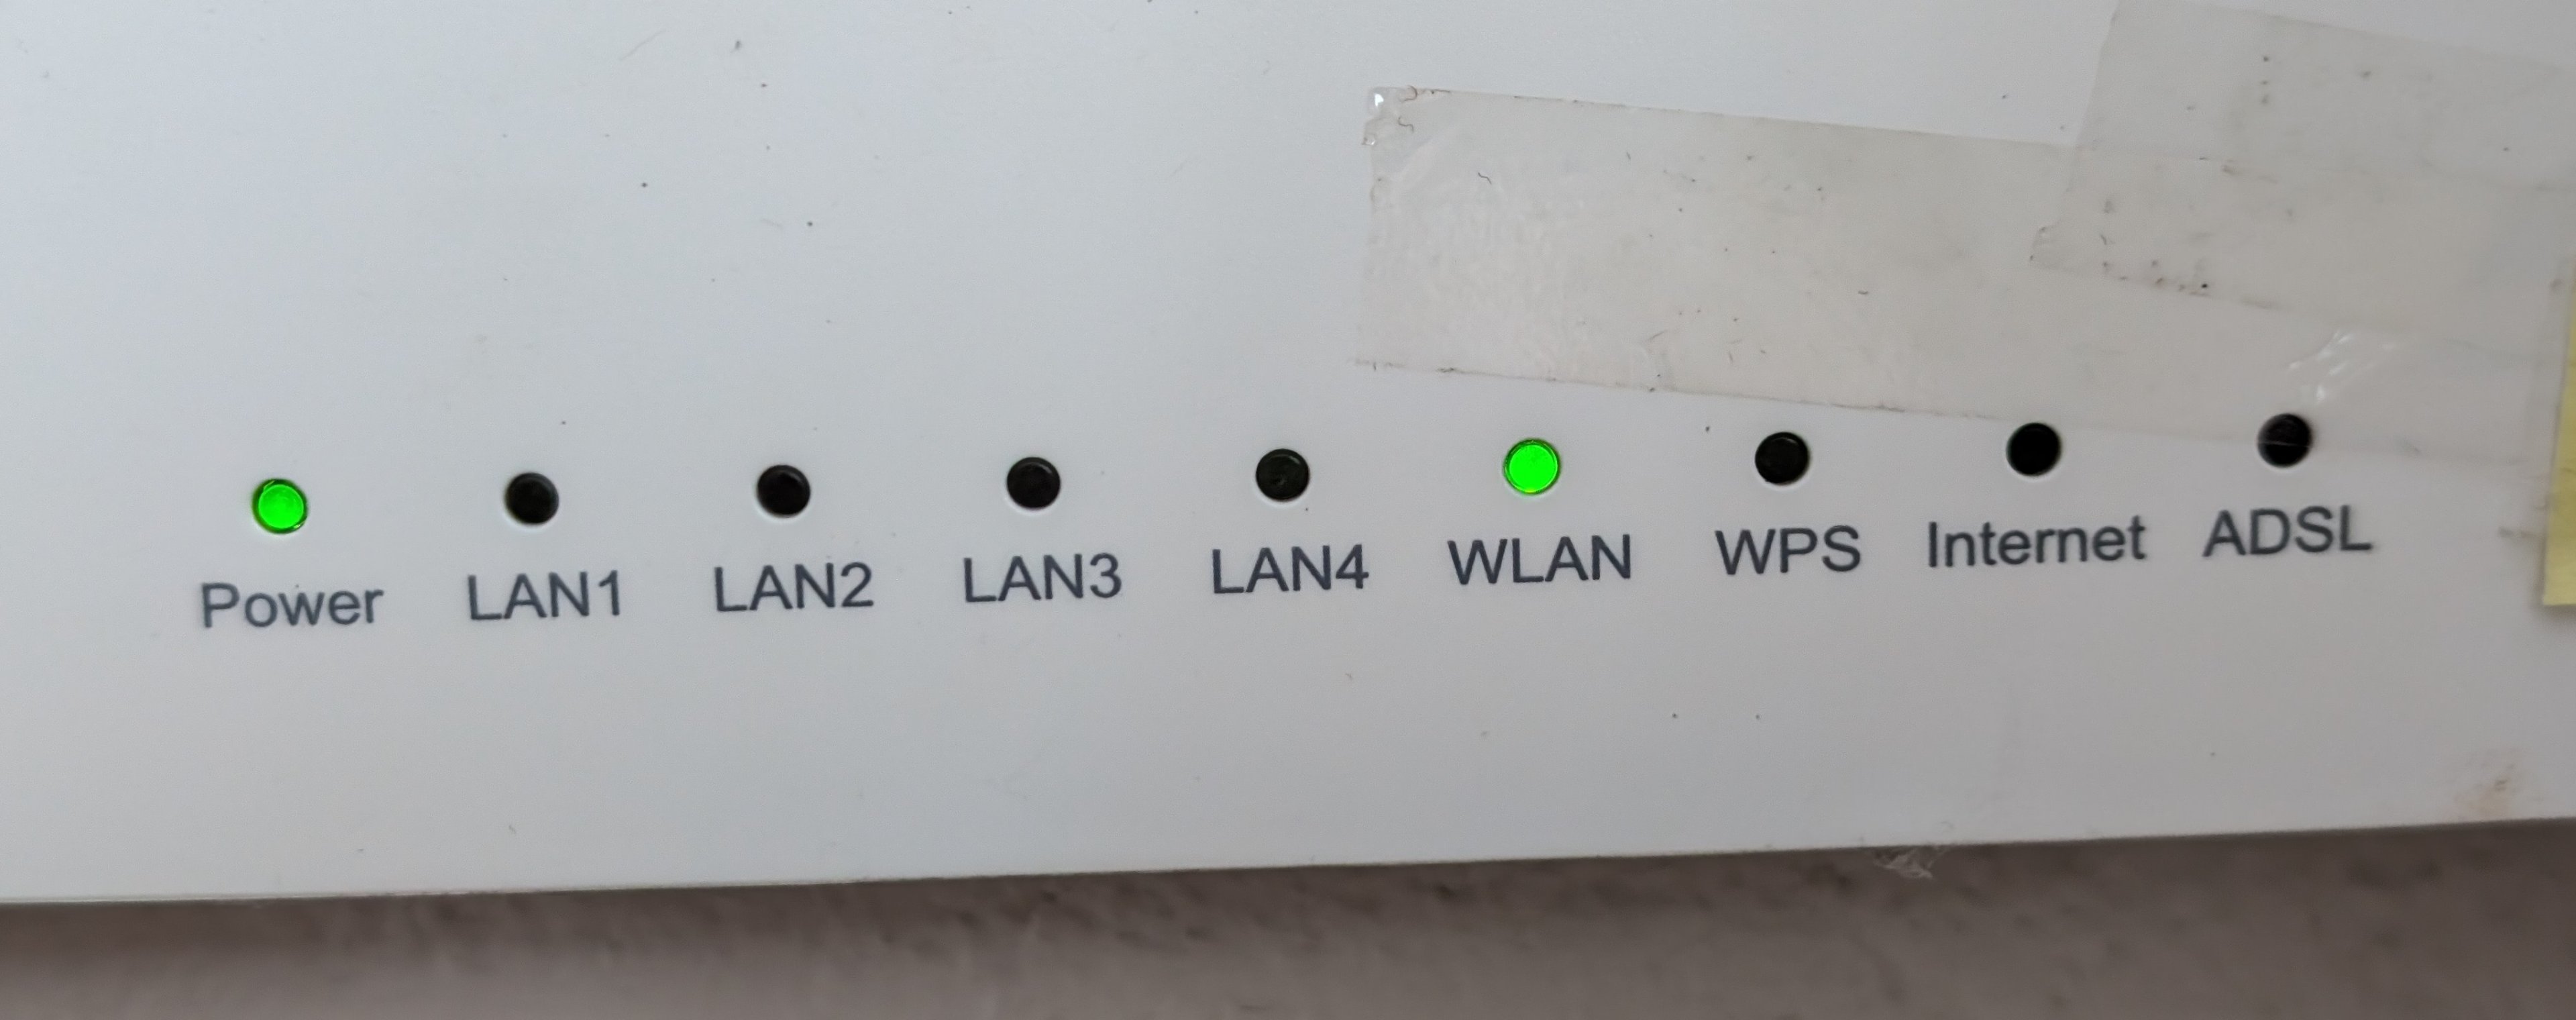 Power LAN1 LAN2 LAN3 LAN4 WLAN WPS Internet ADSL